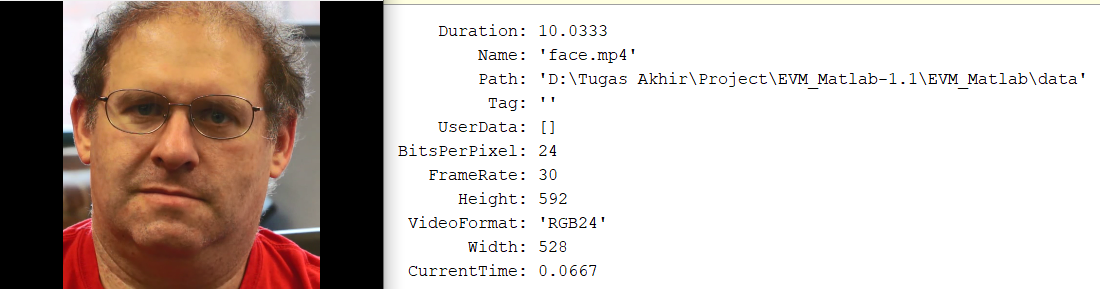 Duration: 10.0333
Name: 'face.mp4'
Path: 'D:\Tugas Akhir\Project\EVM_Matlab-1.1\EVM_Matlab\data'
Tag: ''
UserData: []
BitsPerPixel: 24
FrameRate: 30
Height: 592
VideoFormat: 'RGB24'
Width: 528
CurrentTime: 0.0667